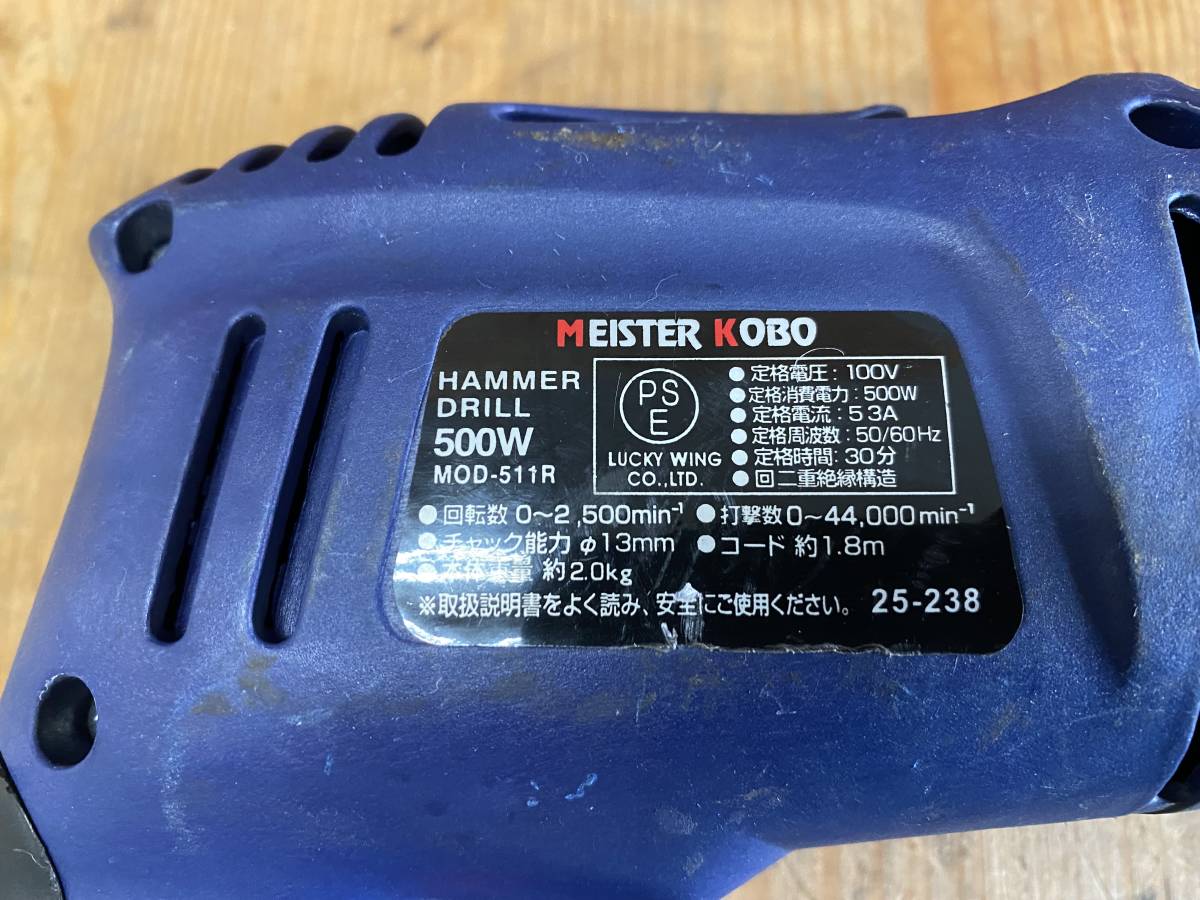 MEISTER KOBO
HAMMER
DRILL
500W
MOD-511R
PS
E
LUCKY WING
CO.,LTD.
●定格電圧:100V
●定格消費電力:500W
●定格電流:5 3A
●定格周波数:50/60Hz
●定格時間:30分
●回二重絶縁構造
●回転数 0〜2,500min⁻¹ ●打撃数 0〜44,000min⁻¹
●チャック能力 φ13mm ●コード 約1.8m
●本体重量 約2.0kg
※取扱説明書をよく読み、安全にご使用ください。 25-238